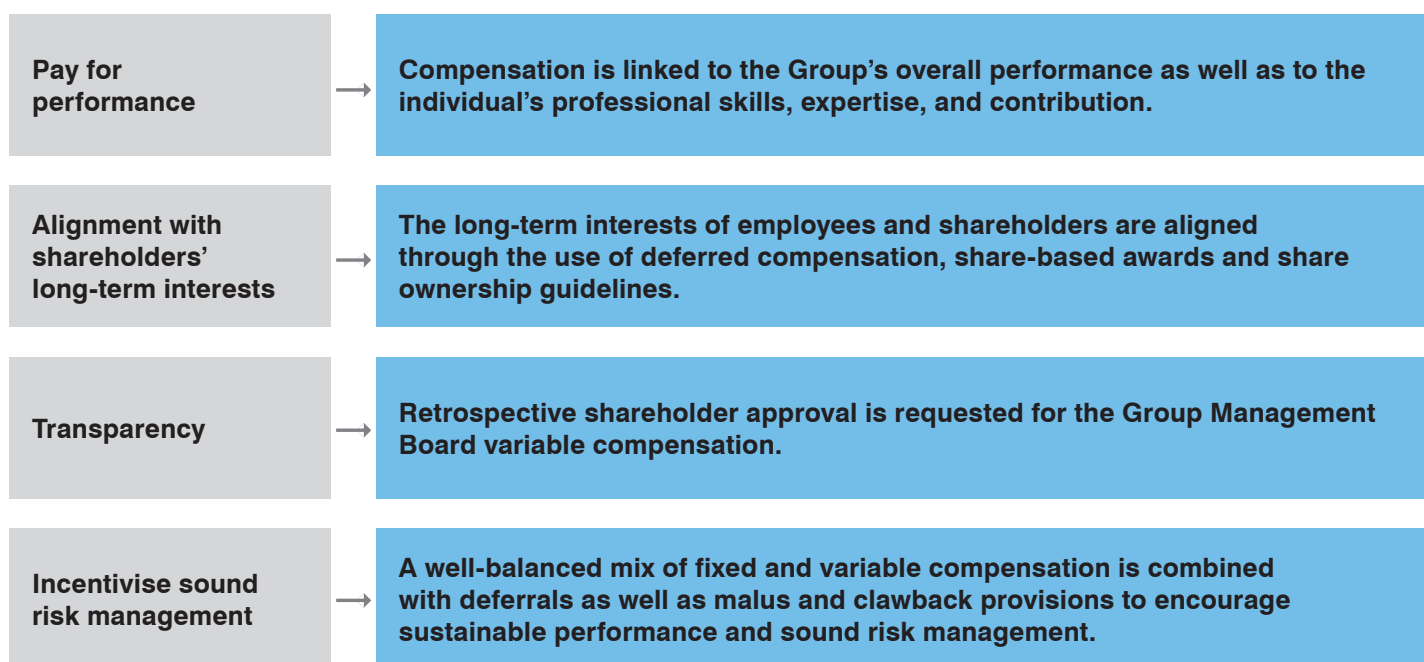 Pay for
performance
Compensation is linked to the Group’s overall performance as well as to the
individual’s professional skills, expertise, and contribution.
Alignment with
shareholders’
long-term interests
The long-term interests of employees and shareholders are aligned
through the use of deferred compensation, share-based awards and share
ownership guidelines.
Transparency
Retrospective shareholder approval is requested for the Group Management
Board variable compensation.
Incentivise sound
risk management
A well-balanced mix of fixed and variable compensation is combined
with deferrals as well as malus and clawback provisions to encourage
sustainable performance and sound risk management.